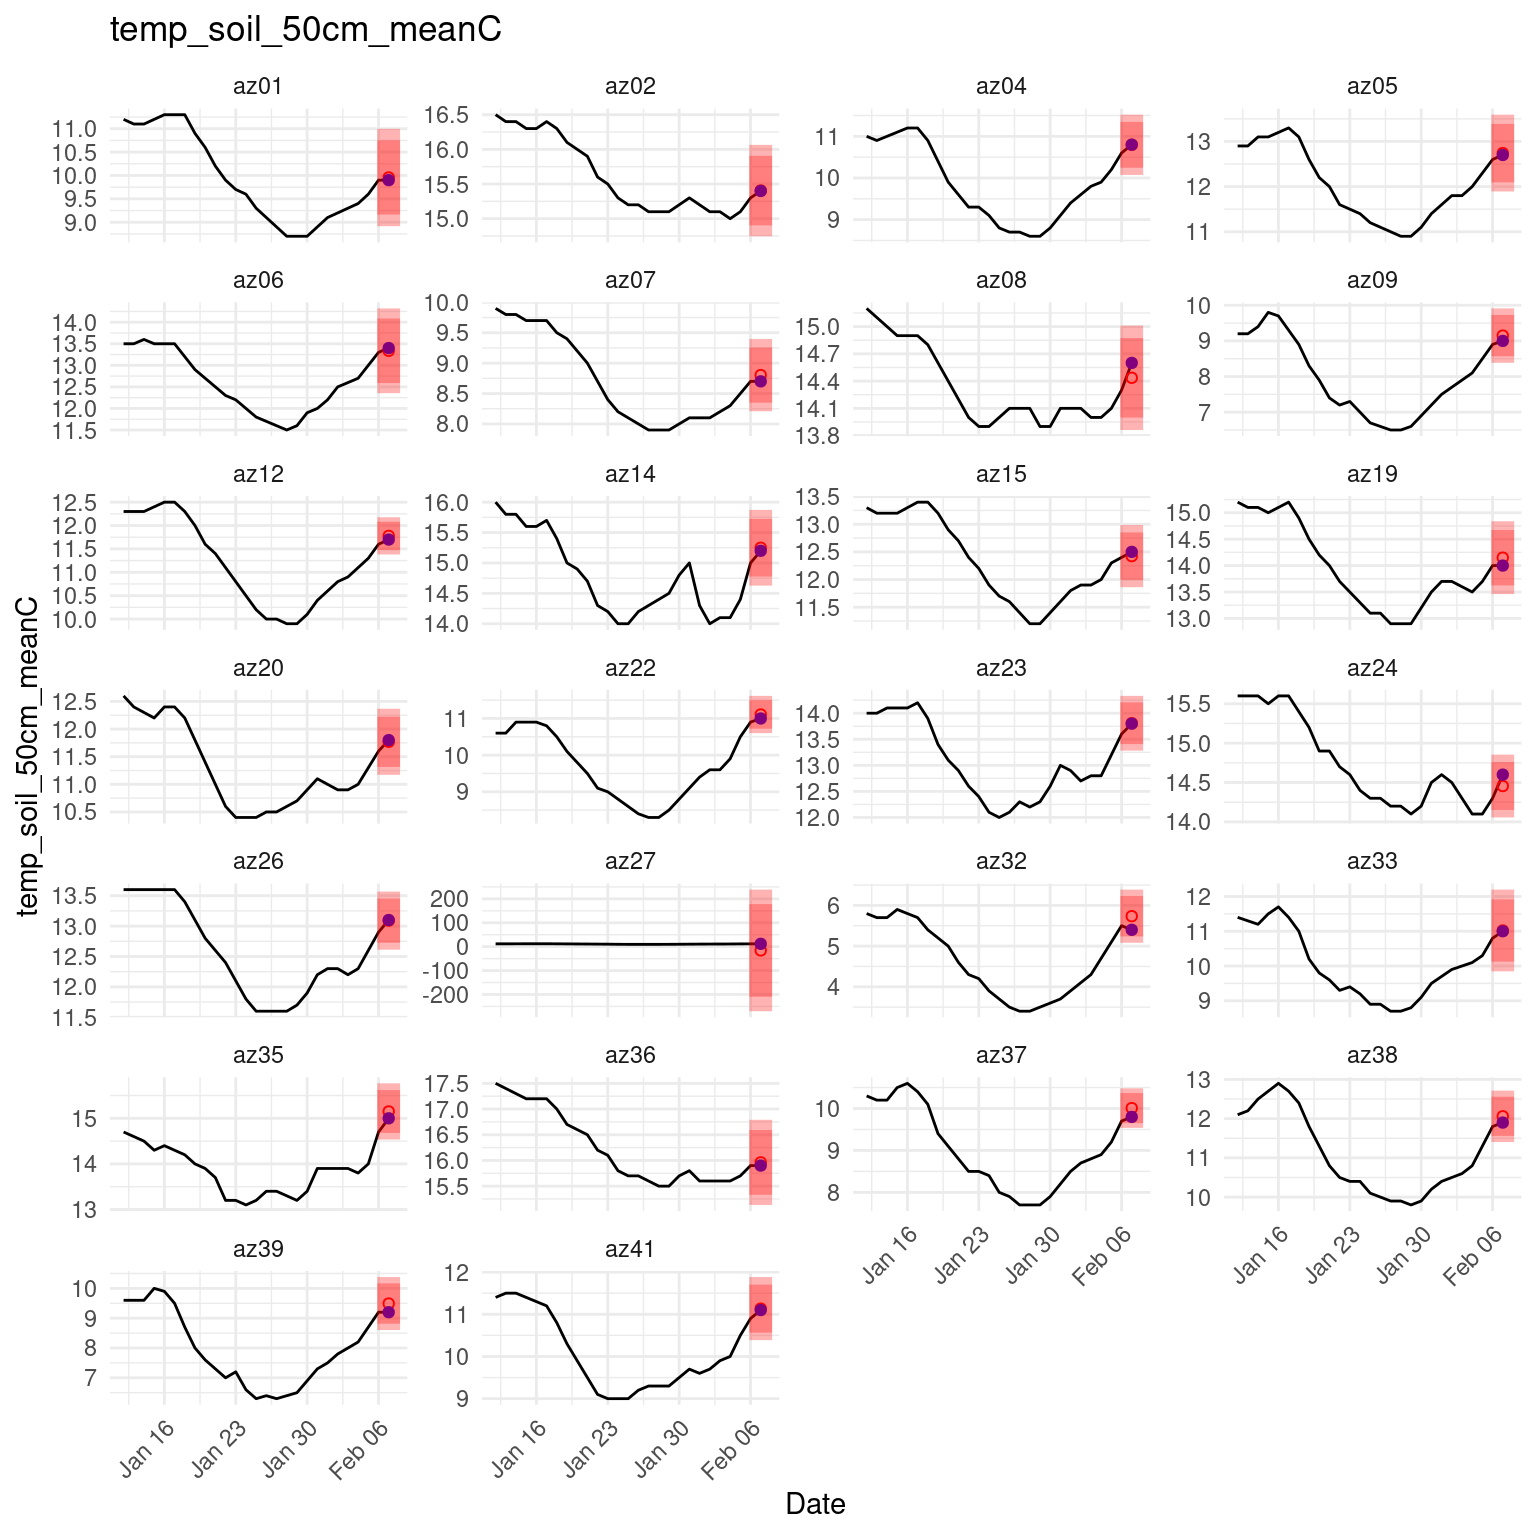 temp_soil_50cm_meanC
az01 az02 az04 az05
11.0 10.5 10.0 9.5 9.0
16.5 16.0 15.5 15.0
11 10 9
13 12 11
az06 az07 az08 az09
14.0 13.5 13.0 12.5 12.0 11.5
10.0 9.5 9.0 8.5 8.0
15.0 14.7 14.4 14.1 13.8
10 9 8 7
az12 az14 az15 az19
12.5 12.0 11.5 11.0 10.5 10.0
16.0 15.5 15.0 14.5 14.0
13.5 13.0 12.5 12.0 11.5
15.0 14.5 14.0 13.5 13.0
az20 az22 az23 az24
12.5 12.0 11.5 11.0 10.5
11 10 9
14.0 13.5 13.0 12.5 12.0
15.5 15.0 14.5 14.0
az26 az27 az32 az33
13.5 13.0 12.5 12.0 11.5
200 100 0 -100 -200
6 5 4
12 11 10 9
az35 az36 az37 az38
15 14 13
17.5 17.0 16.5 16.0 15.5
10 9 8
13 12 11 10
Jan 16 Jan 23 Jan 30 Feb 06
Jan 16 Jan 23 Jan 30 Feb 06
az39 az41
10 9 8 7
12 11 10 9
Jan 16 Jan 23 Jan 30 Feb 06
Jan 16 Jan 23 Jan 30 Feb 06
temp_soil_50cm_meanC
Date